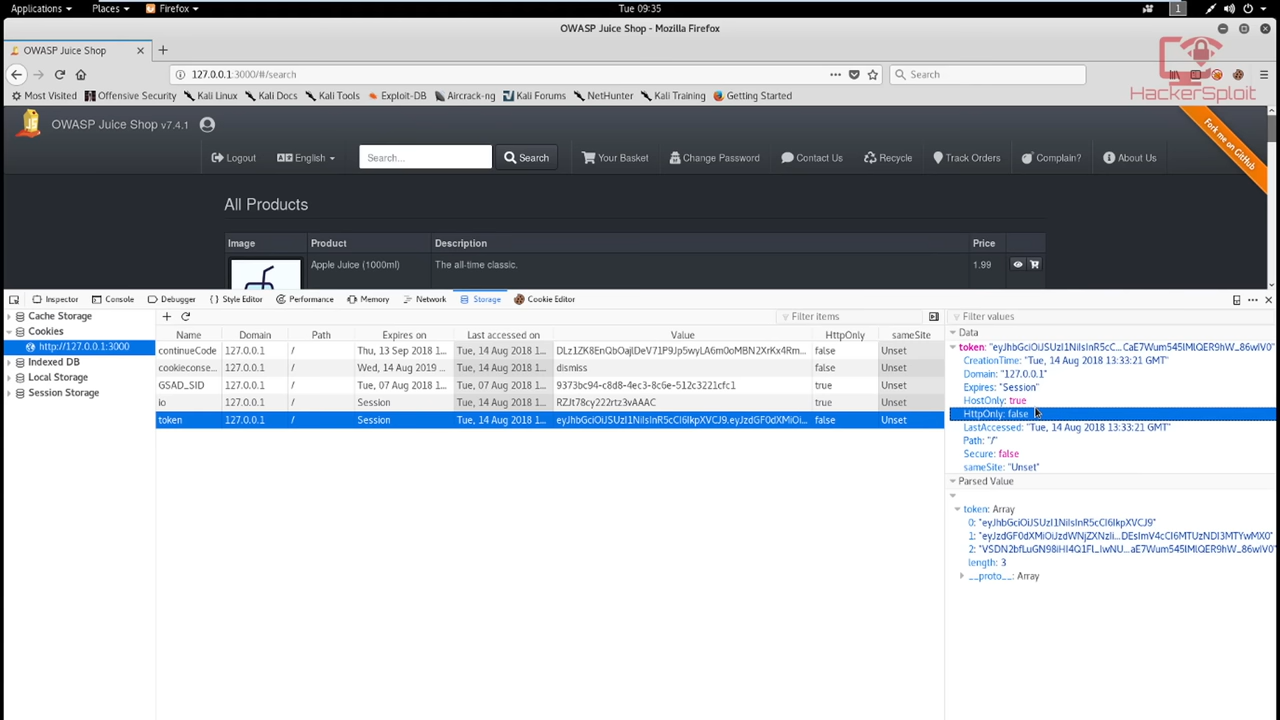 Applications Places Firefox Tue 09:35 1
OWASP Juice Shop - Mozilla Firefox
OWASP Juice Shop
127.0.0.1:3000/#/search Search
HackerSploit
Most Visited Offensive Security Kali Linux Kali Docs Kali Tools Exploit-DB Aircrack-ng Kali Forums NetHunter Kali Training Getting Started
OWASP Juice Shop v7.4.1
Fork me on GitHub
Logout English Search... Search Your Basket Change Password Contact Us Recycle Track Orders Complain? About Us
All Products
Image Product Description Price
Apple Juice (1000ml) The all-time classic. 1.99
Inspector Console Debugger Style Editor Performance Memory Network Storage Cookie Editor
Cache Storage
Cookies
http://127.0.0.1:3000
Indexed DB
Local Storage
Session Storage
Filter items
Name Domain Path Expires on Last accessed on Value HttpOnly sameSite
continueCode 127.0.0.1 / Thu, 13 Sep 2018 1... Tue, 14 Aug 2018 1... false Unset
cookieconse... 127.0.0.1 / Wed, 14 Aug 2019 ... Tue, 14 Aug 2018 1... dismiss false Unset
GSAD_SID 127.0.0.1 / Tue, 07 Aug 2018 1... Tue, 07 Aug 2018 1... 9373bc94-c8d8-4ec3-8c6e-512c3221cfc1 true Unset
io 127.0.0.1 / Session Tue, 14 Aug 2018 1... RZJt78cy222rtz3vAAAC true Unset
token 127.0.0.1 / Session Tue, 14 Aug 2018 1... false Unset
Filter values
Data
token:
CreationTime: "Tue, 14 Aug 2018 13:33:21 GMT"
Domain: "127.0.0.1"
Expires: "Session"
HostOnly: true
HttpOnly: false
LastAccessed: "Tue, 14 Aug 2018 13:33:21 GMT"
Path: "/"
Secure: false
sameSite: "Unset"
Parsed Value
token: Array
0: "eyJhbGciOiJSUzI1NiIsInR5cCI6IkpXVCJ9"
1:
2:
length: 3
__proto__: Array